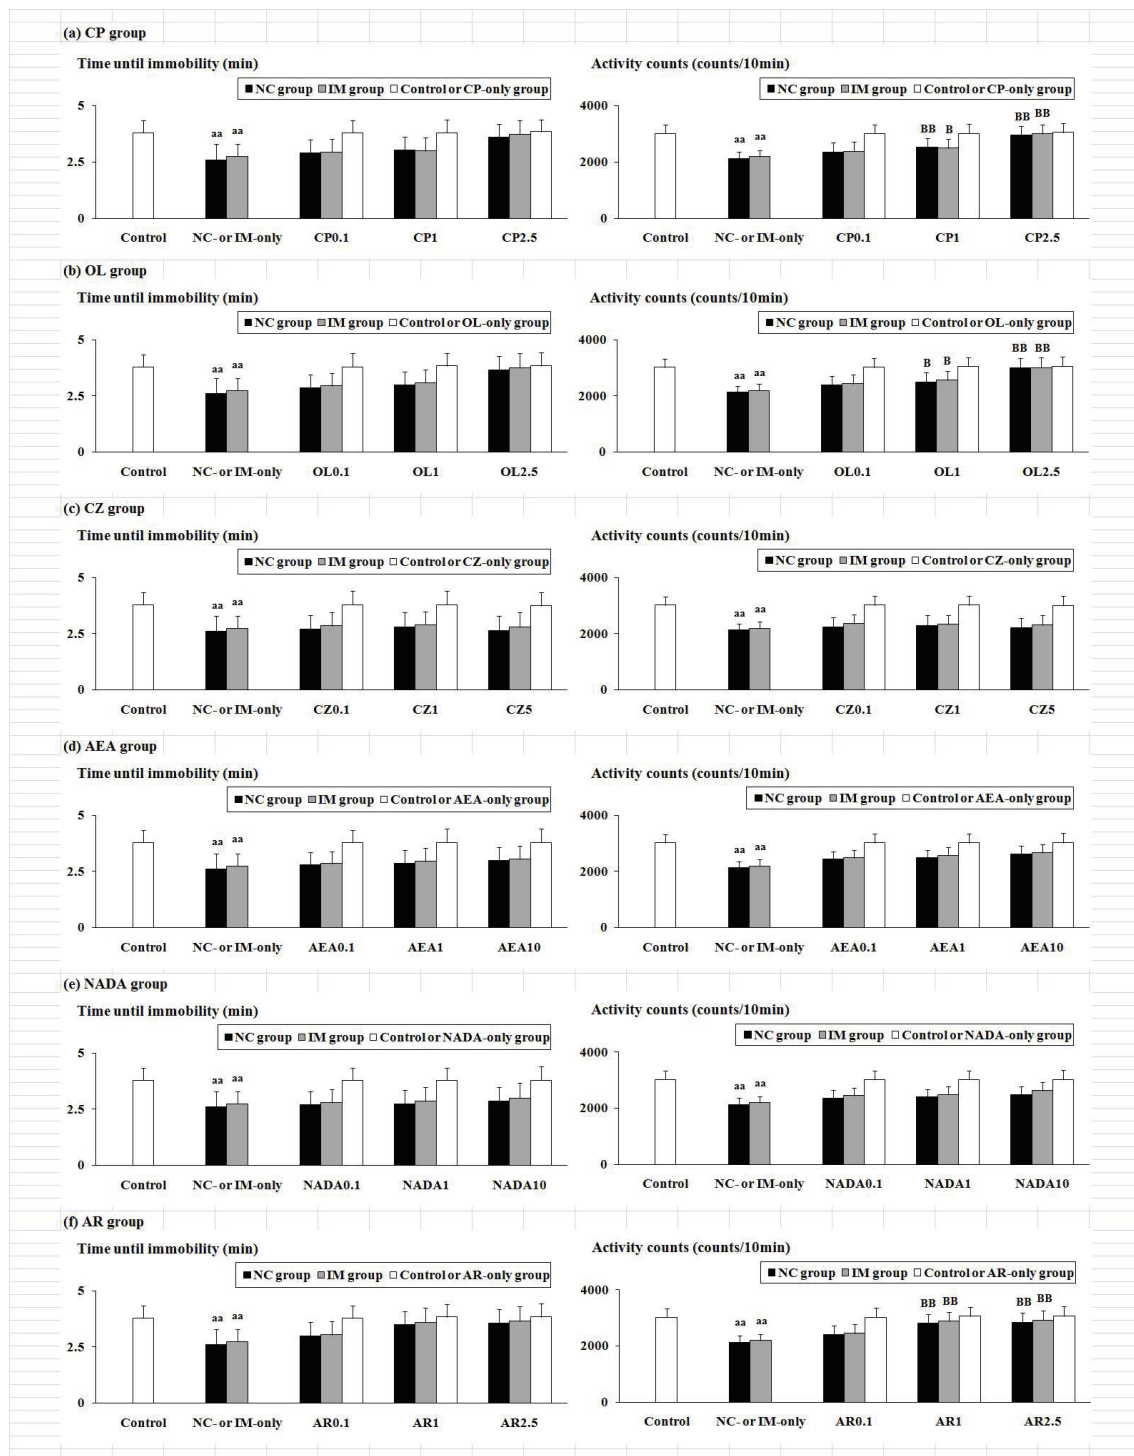 (a) CP group
Time until immobility (min)
NC group IM group Control or CP-only group
5
aa aa
2.5
0
Control NC- or IM-only CP0.1 CP1 CP2.5
Activity counts (counts/10min)
NC group IM group Control or CP-only group
4000
BB BB
BB B
aa aa
2000
0
Control NC- or IM-only CP0.1 CP1 CP2.5
(b) OL group
Time until immobility (min)
NC group IM group Control or OL-only group
5
aa aa
2.5
0
Control NC- or IM-only OL0.1 OL1 OL2.5
Activity counts (counts/10min)
NC group IM group Control or OL-only group
4000
BB BB
B B
aa aa
2000
0
Control NC- or IM-only OL0.1 OL1 OL2.5
(c) CZ group
Time until immobility (min)
NC group IM group Control or CZ-only group
5
aa aa
2.5
0
Control NC- or IM-only CZ0.1 CZ1 CZ5
Activity counts (counts/10min)
NC group IM group Control or CZ-only group
4000
aa aa
2000
0
Control NC- or IM-only CZ0.1 CZ1 CZ5
(d) AEA group
Time until immobility (min)
NC group IM group Control or AEA-only group
5
aa aa
2.5
0
Control NC- or IM-only AEA0.1 AEA1 AEA10
Activity counts (counts/10min)
NC group IM group Control or AEA-only group
4000
aa aa
2000
0
Control NC- or IM-only AEA0.1 AEA1 AEA10
(e) NADA group
Time until immobility (min)
NC group IM group Control or NADA-only group
5
aa aa
2.5
0
Control NC- or IM-only NADA0.1 NADA1 NADA10
Activity counts (counts/10min)
NC group IM group Control or NADA-only group
4000
aa aa
2000
0
Control NC- or IM-only NADA0.1 NADA1 NADA10
(f) AR group
Time until immobility (min)
NC group IM group Control or AR-only group
5
aa aa
2.5
0
Control NC- or IM-only AR0.1 AR1 AR2.5
Activity counts (counts/10min)
NC group IM group Control or AR-only group
4000
BB BB BB BB
aa aa
2000
0
Control NC- or IM-only AR0.1 AR1 AR2.5